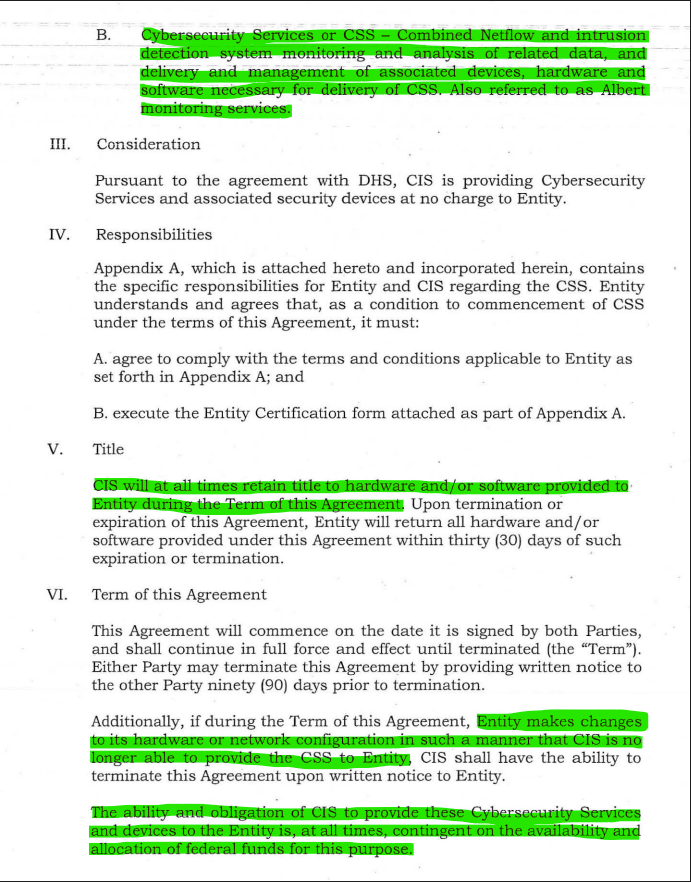 B. Cybersecurity Services or CSS – Combined Netflow and intrusion
detection system monitoring and analysis of related data, and
delivery and management of associated devices, hardware and
software necessary for delivery of CSS. Also referred to as Albert
monitoring services.
III. Consideration
Pursuant to the agreement with DHS, CIS is providing Cybersecurity
Services and associated security devices at no charge to Entity.
IV. Responsibilities
Appendix A, which is attached hereto and incorporated herein, contains
the specific responsibilities for Entity and CIS regarding the CSS. Entity
understands and agrees that, as a condition to commencement of CSS
under the terms of this Agreement, it must:
A. agree to comply with the terms and conditions applicable to Entity as
set forth in Appendix A; and
B. execute the Entity Certification form attached as part of Appendix A.
V. Title
CIS will at all times retain title to hardware and/or software provided to
Entity during the Term of this Agreement. Upon termination or
expiration of this Agreement, Entity will return all hardware and/or
software provided under this Agreement within thirty (30) days of such
expiration or termination.
VI. Term of this Agreement
This Agreement will commence on the date it is signed by both Parties,
and shall continue in full force and effect until terminated (the “Term”).
Either Party may terminate this Agreement by providing written notice to
the other Party ninety (90) days prior to termination.
Additionally, if during the Term of this Agreement, Entity makes changes
to its hardware or network configuration in such a manner that CIS is no
longer able to provide the CSS to Entity, CIS shall have the ability to
terminate this Agreement upon written notice to Entity.
The ability and obligation of CIS to provide these Cybersecurity Services
and devices to the Entity is, at all times, contingent on the availability and
allocation of federal funds for this purpose.